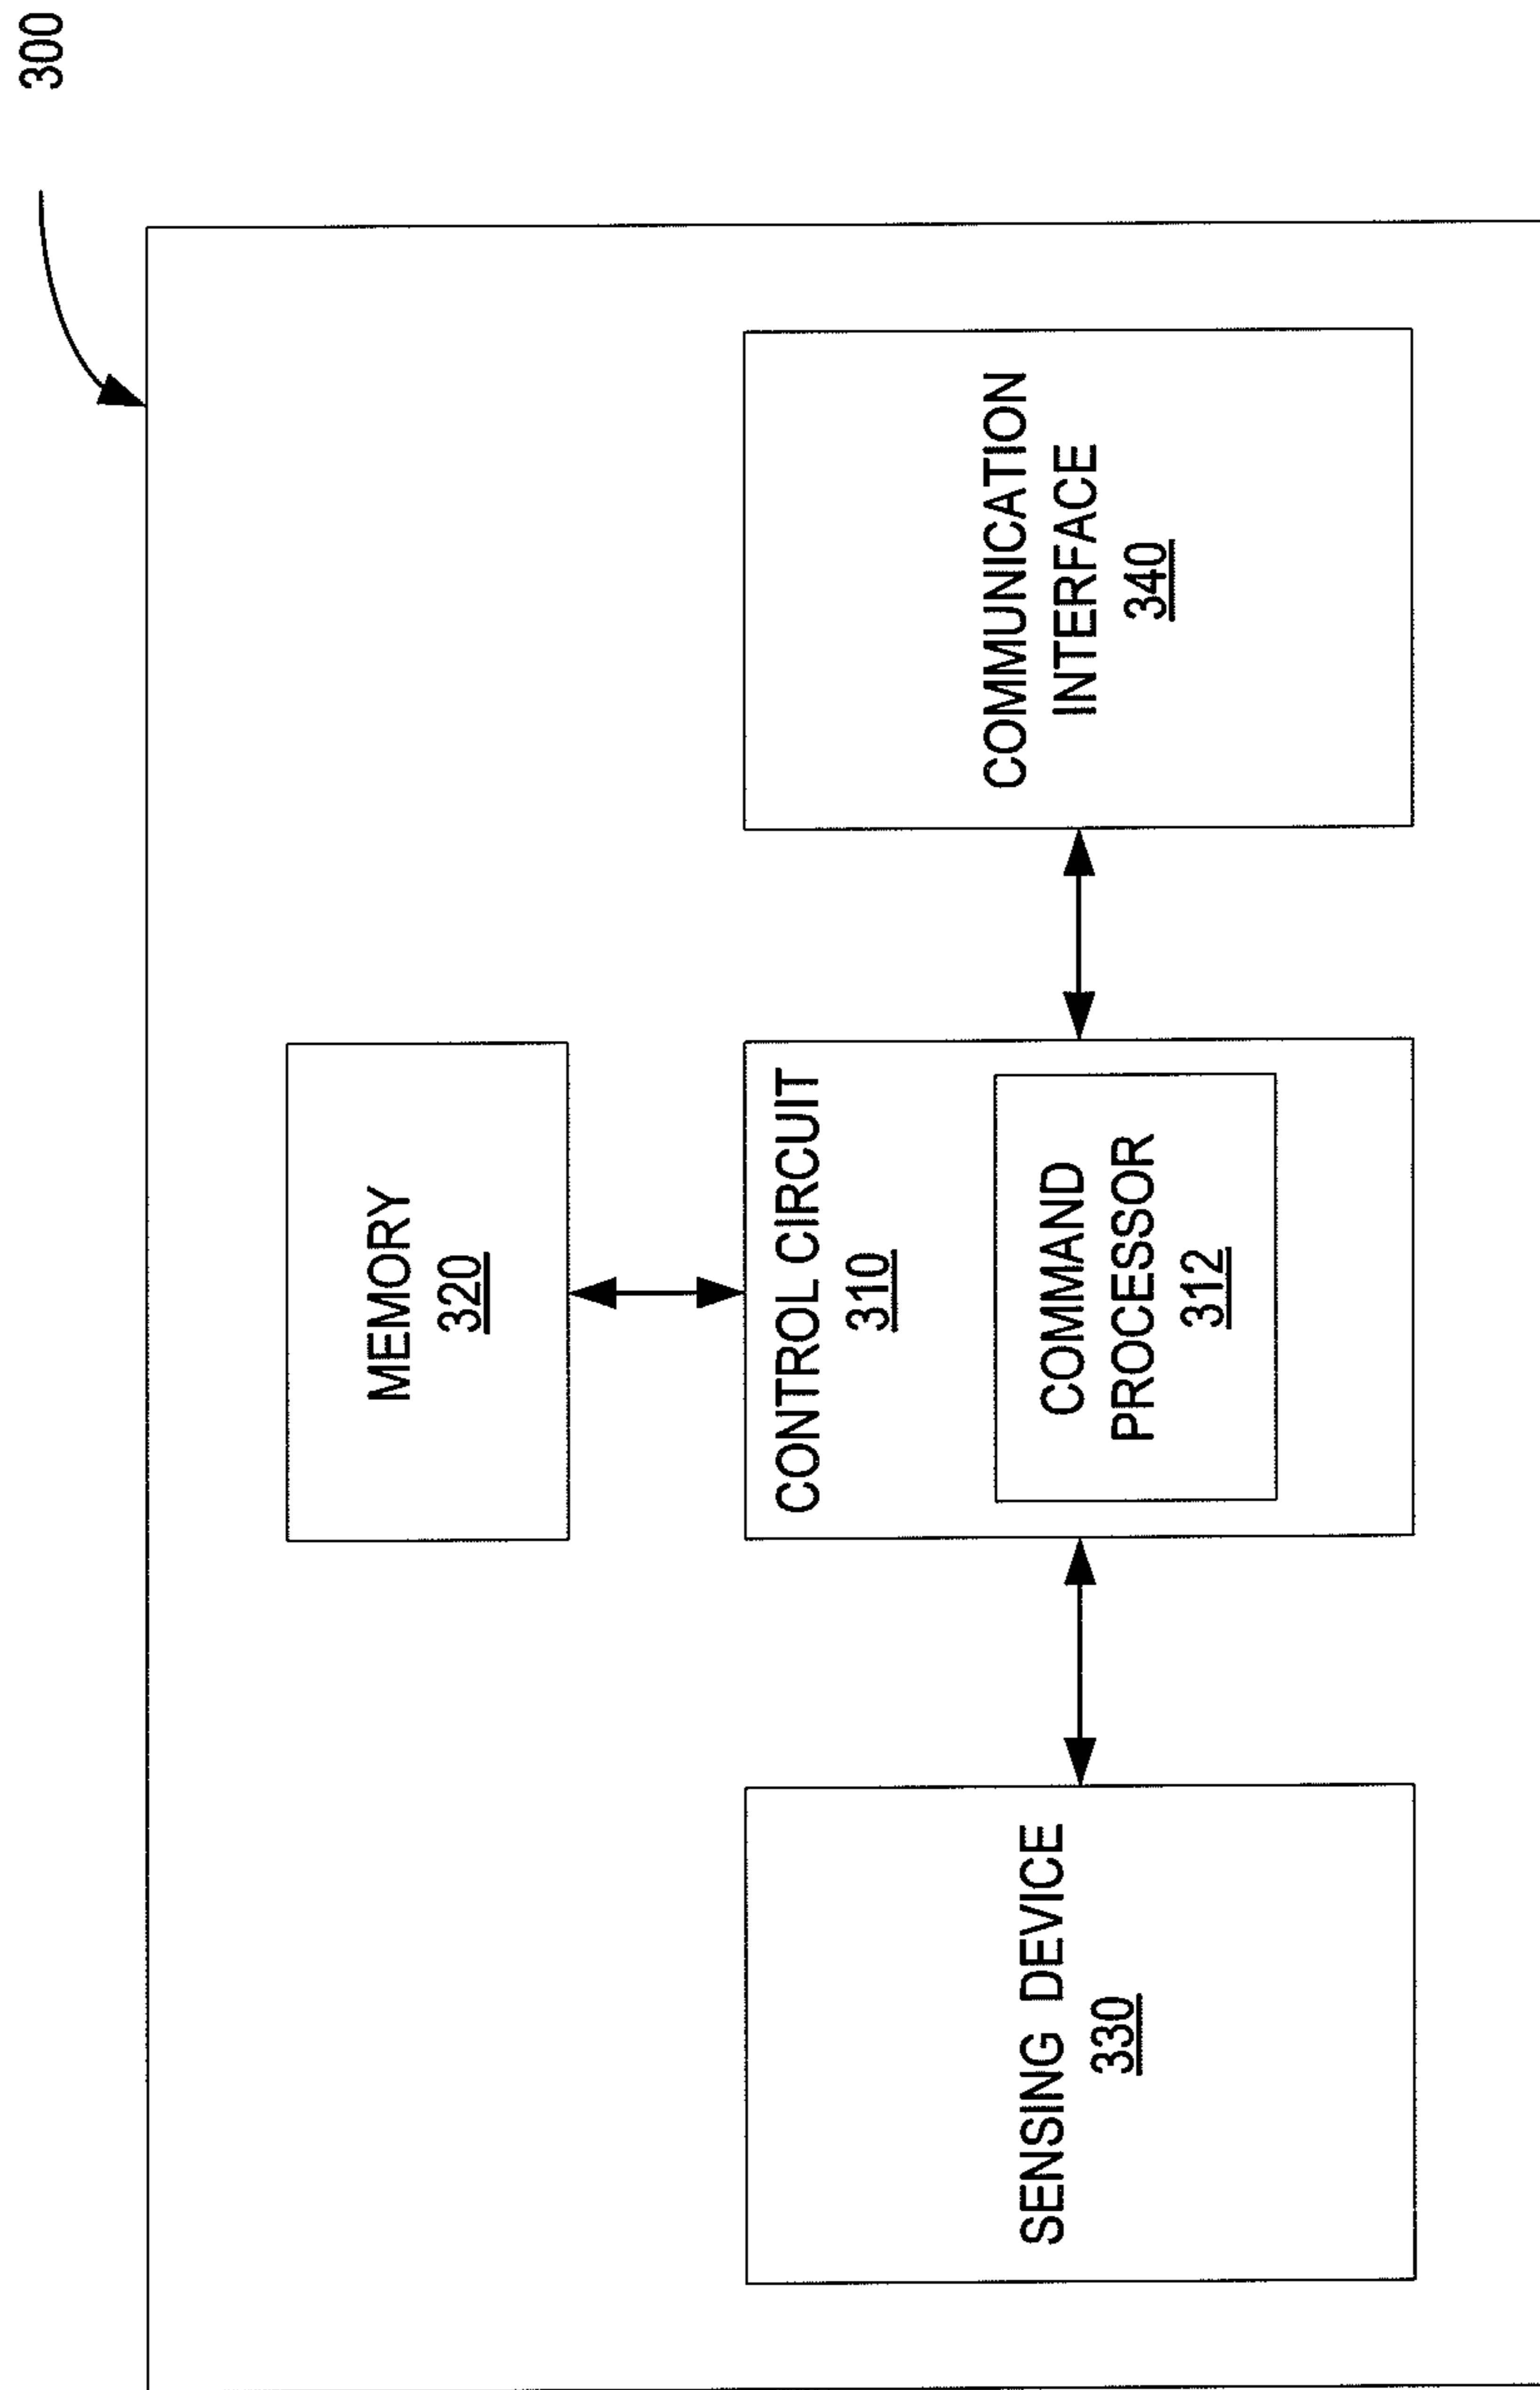 300
MEMORY
320
CONTROL CIRCUIT
310
COMMAND
PROCESSOR
312
SENSING DEVICE
330
COMMUNICATION
INTERFACE
340